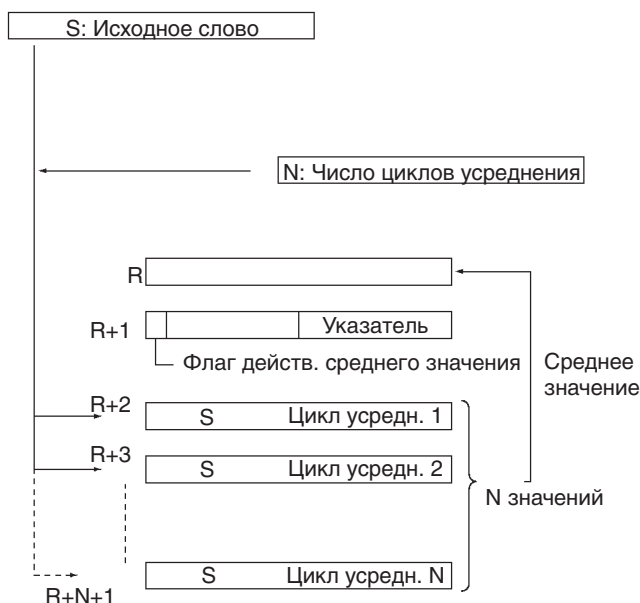 S: Исходное слово
N: Число циклов усреднения
R
R+1 Указатель
Флаг действ. среднего значения
Среднее
значение
R+2 S Цикл усредн. 1
R+3 S Цикл усредн. 2
N значений
S Цикл усредн. N
R+N+1